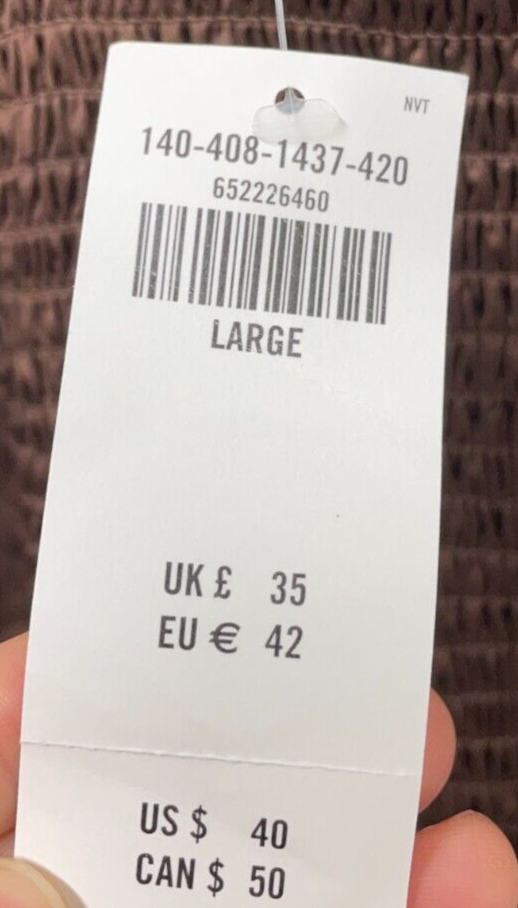 NVT
140-408-1437-420
652226460
LARGE
UK £ 35
EU € 42
US $ 40
CAN $ 50